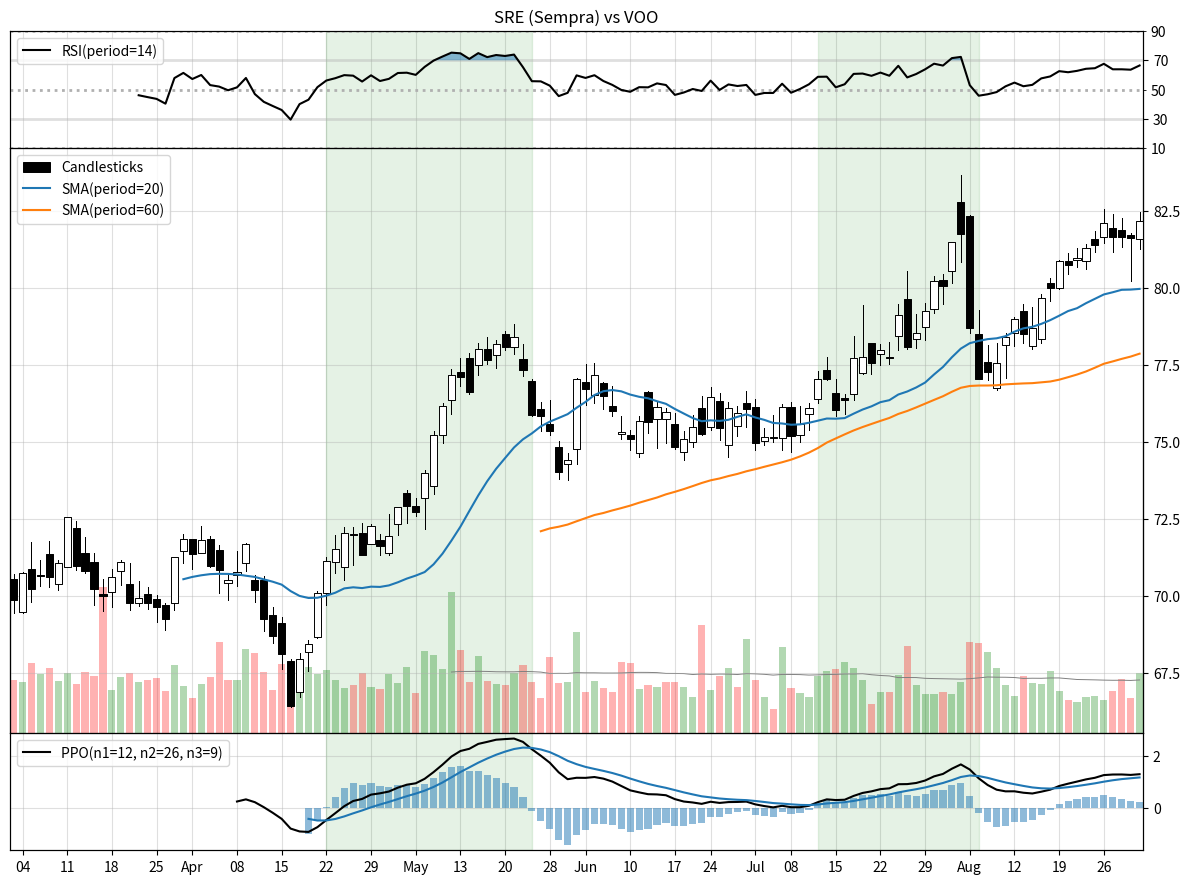 SRE (Sempra) vs VOO
RSI(period=14)
90
70
50
30
10
Candlesticks
SMA(period=20)
SMA(period=60)
82.5
80.0
77.5
75.0
72.5
70.0
67.5
PPO(n1=12, n2=26, n3=9)
2
0
04 11 18 25 Apr 08 15 22 29 May 13 20 28 Jun 10 17 24 Jul 08 15 22 29 Aug 12 19 26